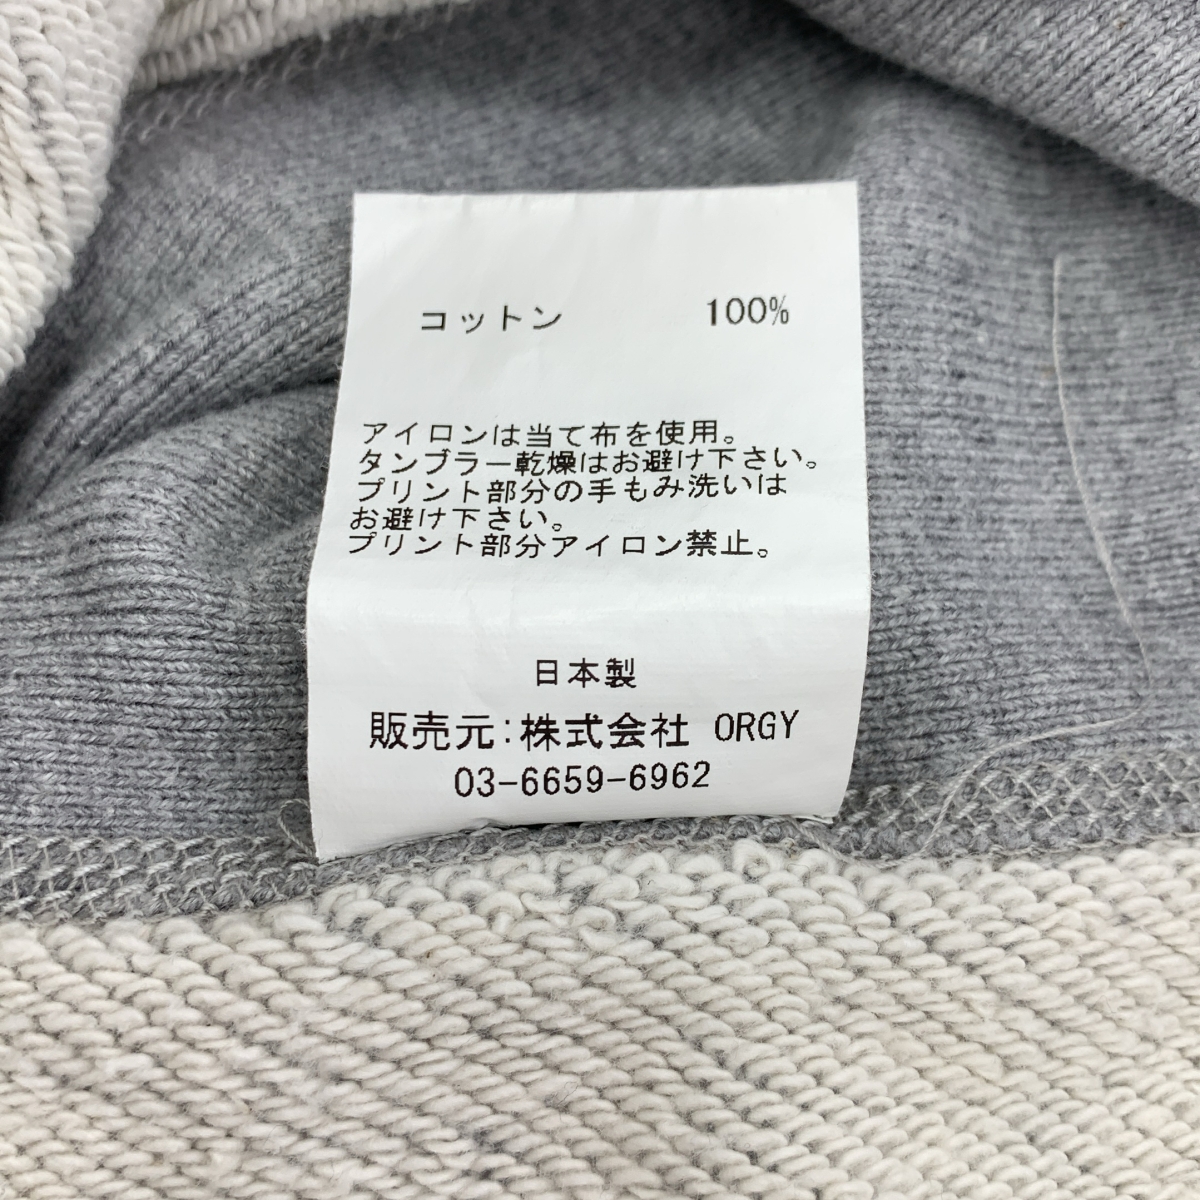 コットン 100%
アイロンは当て布を使用。
タンブラー乾燥はお避け下さい。
プリント部分の手もみ洗いは
お避け下さい。
プリント部分アイロン禁止。
日本製
販売元:株式会社 ORGY
03-6659-6962